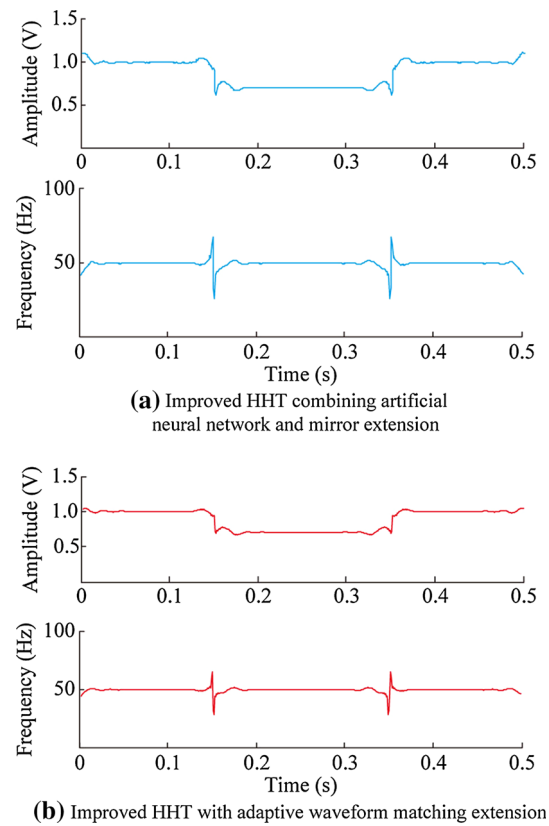 Amplitude (V)
1.5
1.0
0.5
0 0.1 0.2 0.3 0.4 0.5
Frequency (Hz)
100
50
0 0.1 0.2 0.3 0.4 0.5
Time (s)
(a) Improved HHT combining artificial
neural network and mirror extension
Amplitude (V)
1.5
1.0
0.5
0 0.1 0.2 0.3 0.4 0.5
Frequency (Hz)
100
50
0 0.1 0.2 0.3 0.4 0.5
Time (s)
(b) Improved HHT with adaptive waveform matching extension